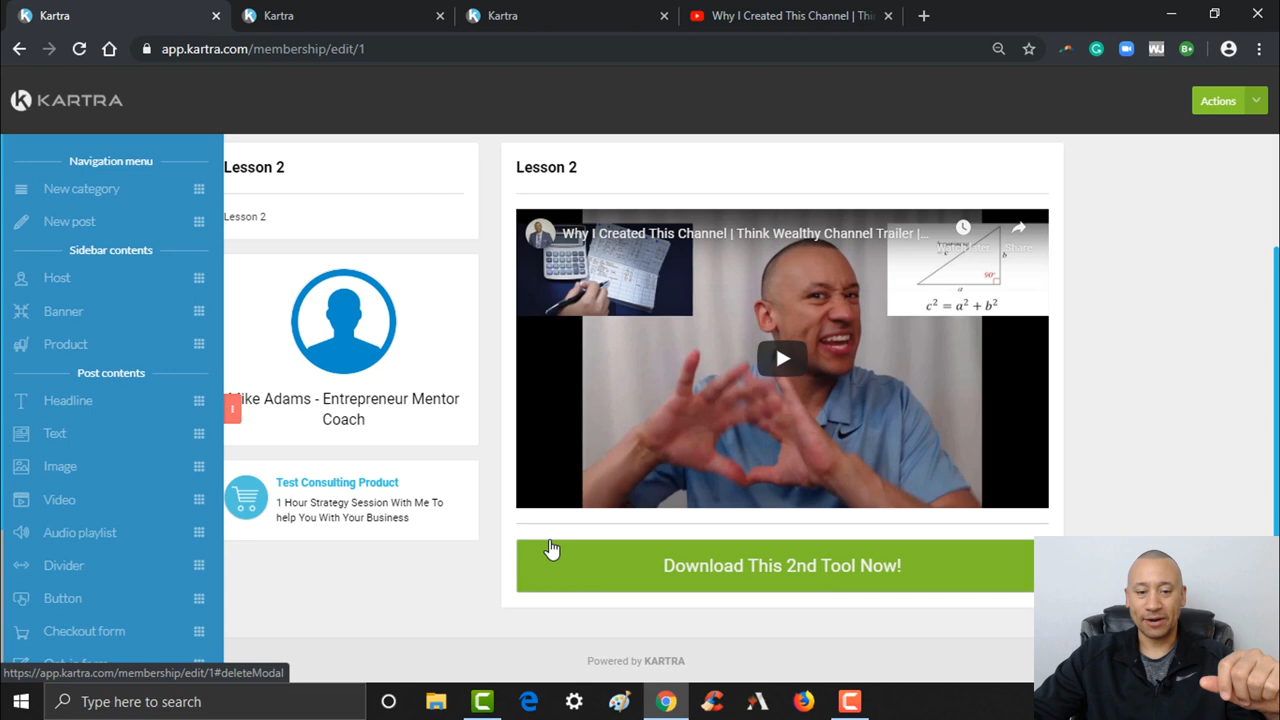 Kartra
Kartra
Kartra
Why I Created This Channel | Thi
app.kartra.com/membership/edit/1
KARTRA
Actions
Navigation menu
New category
New post
Sidebar contents
Host
Banner
Product
Post contents
Headline
Text
Image
Video
Audio playlist
Divider
Button
Checkout form
Lesson 2
Lesson 2
ike Adams - Entrepreneur Mentor
Coach
Test Consulting Product
1 Hour Strategy Session With Me To
help You With Your Business
Lesson 2
Why I Created This Channel | Think Wealthy Channel Trailer |...
Watch later
Share
c
b
90°
a
c² = a² + b²
Download This 2nd Tool Now!
Powered by KARTRA
https://app.kartra.com/membership/edit/1#deleteModal
Type here to search